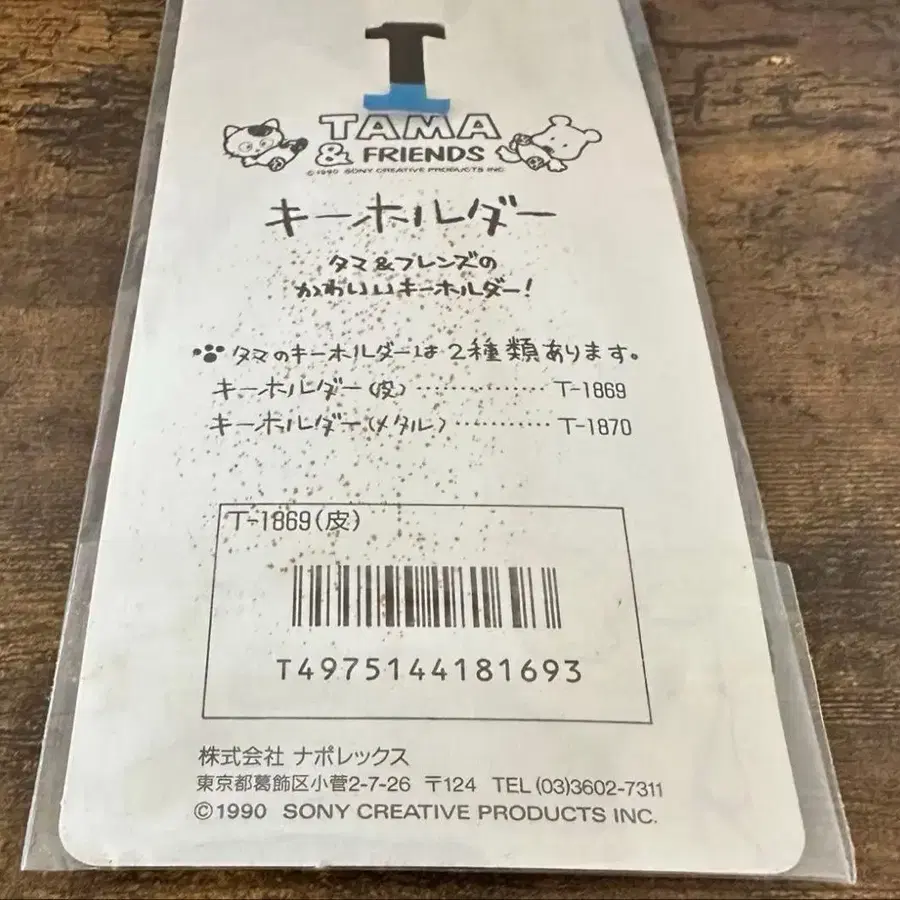 TAMA
& FRIENDS
©1990 SONY CREATIVE PRODUCTS INC.
キーホルダー
タマ&フレンズの
かわいいキーホルダー!
タマのキーホルダーは2種類あります。
キーホルダー(皮)‥‥‥‥‥‥‥T-1869
キーホルダー(メタル)‥‥‥‥‥T-1870
T-1869(皮)
T4975144181693
株式会社 ナポレックス
東京都葛飾区小菅2-7-26 〒124 TEL(03)3602-7311
©1990 SONY CREATIVE PRODUCTS INC.